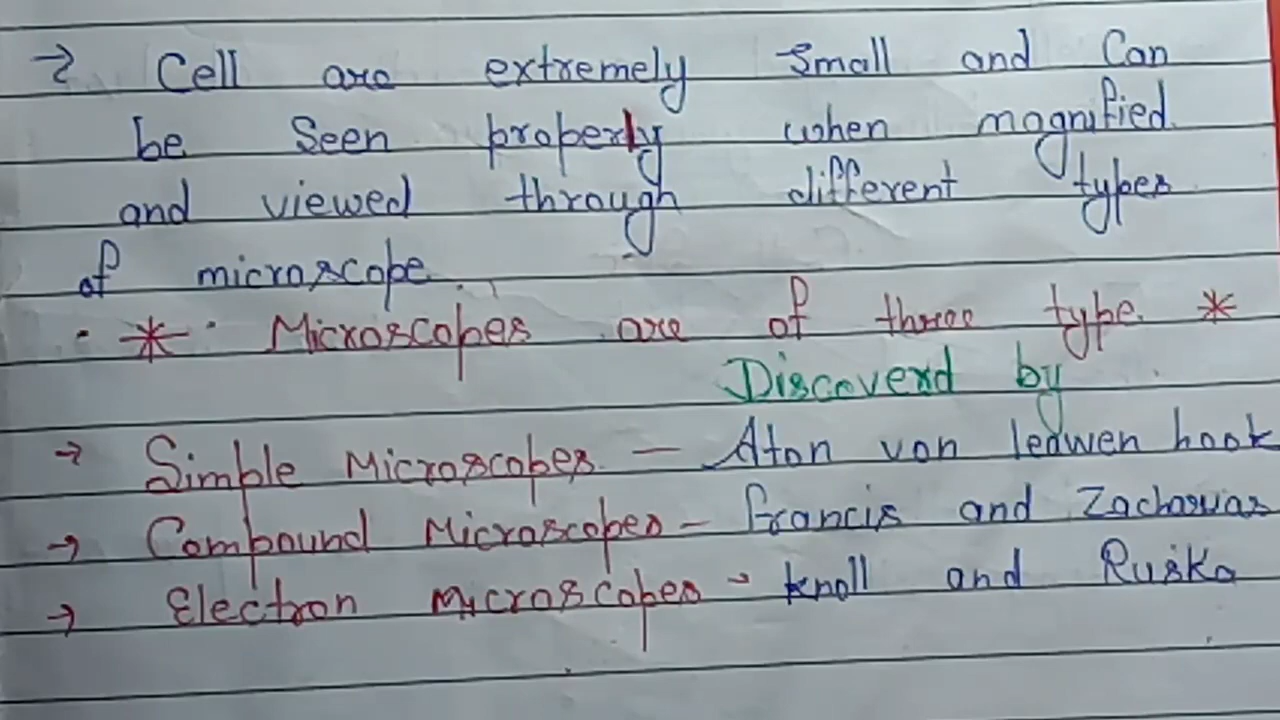 → Cell are extremely small and Can
be Seen properly when magnified.
and viewed through different types
of microscope.
* Microscopes are of three type. *
Discoverd by
→ Simple Microscopes. — Aton von leawen hook
→ Compound Microscopes - francis and Zacharias
→ Electron Microscopes - knoll and Ruska